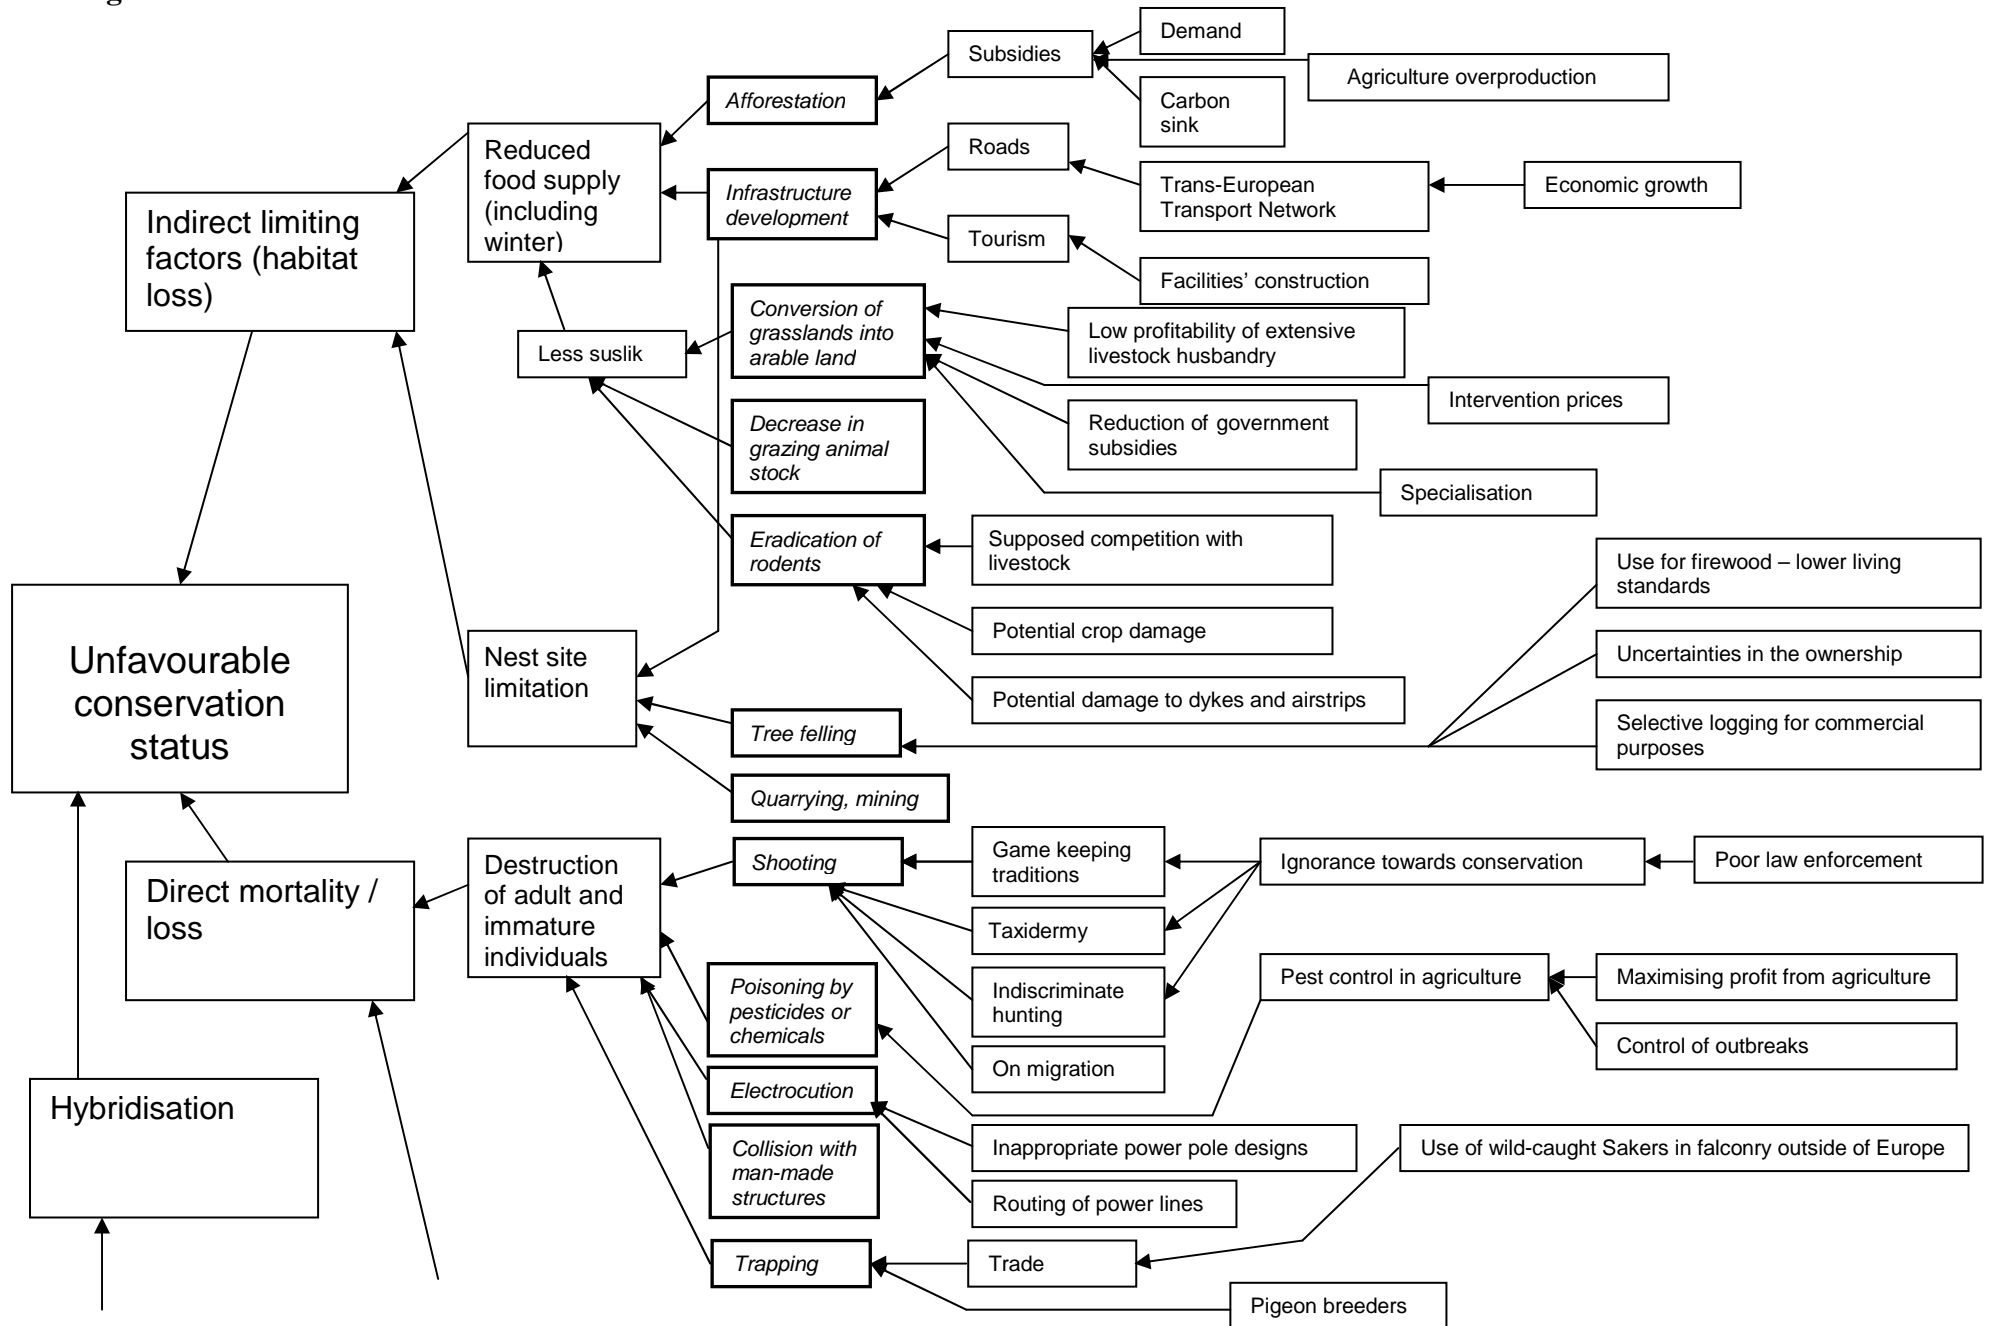 Demand
Subsidies
Agriculture overproduction
Afforestation
Carbon
sink
Reduced
food supply
(including
winter)
Roads
Infrastructure
development
Trans-European
Transport Network
Economic growth
Indirect limiting
factors (habitat
loss)
Tourism
Facilities' construction
Conversion of
grasslands into
arable land
Low profitability of extensive
livestock husbandry
Less suslik
Intervention prices
Decrease in
grazing animal
stock
Reduction of government
subsidies
Specialisation
Eradication of
rodents
Supposed competition with
livestock
Use for firewood – lower living
standards
Unfavourable
conservation
status
Nest site
limitation
Potential crop damage
Uncertainties in the ownership
Potential damage to dykes and airstrips
Tree felling
Selective logging for commercial
purposes
Quarrying, mining
Direct mortality /
loss
Destruction
of adult and
immature
individuals
Shooting
Game keeping
traditions
Ignorance towards conservation
Poor law enforcement
Taxidermy
Poisoning by
pesticides or
chemicals
Indiscriminate
hunting
Pest control in agriculture
Maximising profit from agriculture
Control of outbreaks
On migration
Hybridisation
Electrocution
Collision with
man-made
structures
Inappropriate power pole designs
Use of wild-caught Sakers in falconry outside of Europe
Routing of power lines
Trapping
Trade
Pigeon breeders